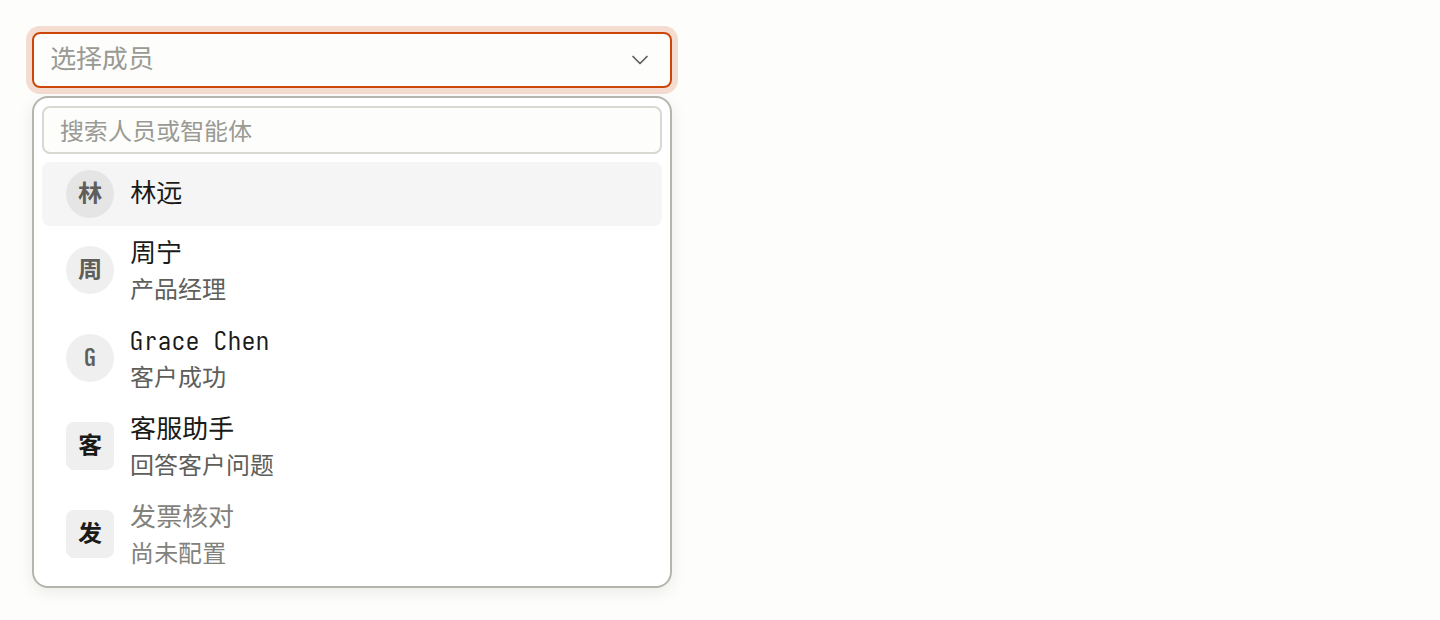 选择成员
搜索人员或智能体
林 林远
周 周宁
产品经理
G Grace Chen
客户成功
客 客服助手
回答客户问题
发 发票核对
尚未配置